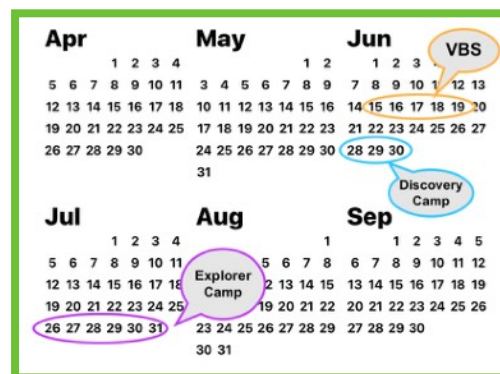 Apr
1 2 3 4
5 6 7 8 9 10 11
12 13 14 15 16 17 18
19 20 21 22 23 24 25
26 27 28 29 30
May
1 2
3 4 5 6 7 8 9
10 11 12 13 14 15 16
17 18 19 20 21 22 23
24 25 26 27 28 29 30
31
Jun
1 2 3
7 8 9 10 11 12 13
14 15 16 17 18 19 20
21 22 23 24 25 26 27
28 29 30
VBS
Discovery
Camp
Jul
1 2 3 4
5 6 7 8 9 10 11
12 13 14 15 16 17 18
19 20 21 22 23 24 25
26 27 28 29 30 31
Explorer
Camp
Aug
1
5 6 7 8
12 13 14 15
19 20 21 22
23 24 25 26 27 28 29
30 31
Sep
1 2 3 4 5
6 7 8 9 10 11 12
13 14 15 16 17 18 19
20 21 22 23 24 25 26
27 28 29 30